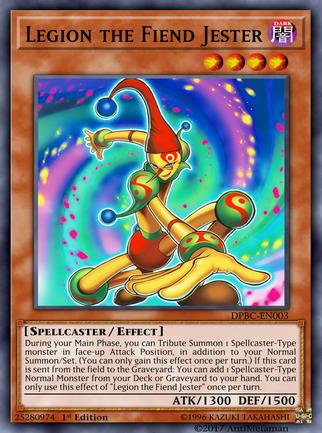 LEGION THE FIEND JESTER
DARK
闇
DPBC-EN003
[SPELLCASTER / EFFECT]
During your Main Phase, you can Tribute Summon 1 Spellcaster-Type
monster in face-up Attack Position, in addition to your Normal
Summon/Set. (You can only gain this effect once per turn.) If this card
is sent from the field to the Graveyard: You can add 1 Spellcaster-Type
Normal Monster from your Deck or Graveyard to your hand. You can
only use this effect of "Legion the Fiend Jester" once per turn.
ATK/1300 DEF/1500
25280974 1st Edition ©1996 KAZUKI TAKAHASHI
©2017 AntiMetaman